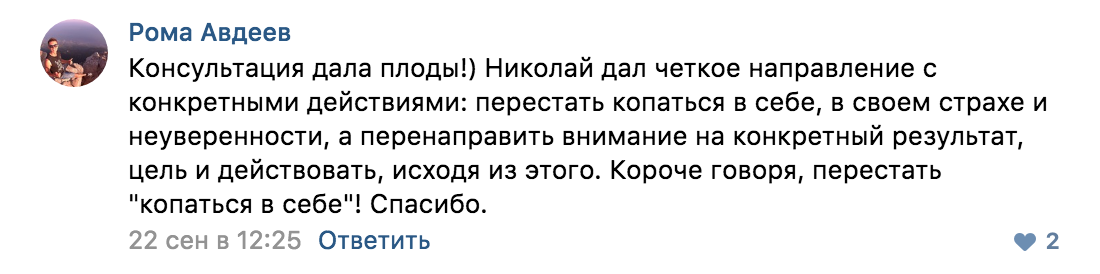 Рома Авдеев
Консультация дала плоды!) Николай дал четкое направление с
конкретными действиями: перестать копаться в себе, в своем страхе и
неуверенности, а перенаправить внимание на конкретный результат,
цель и действовать, исходя из этого. Короче говоря, перестать
"копаться в себе"! Спасибо.
22 сен в 12:25 Ответить 2